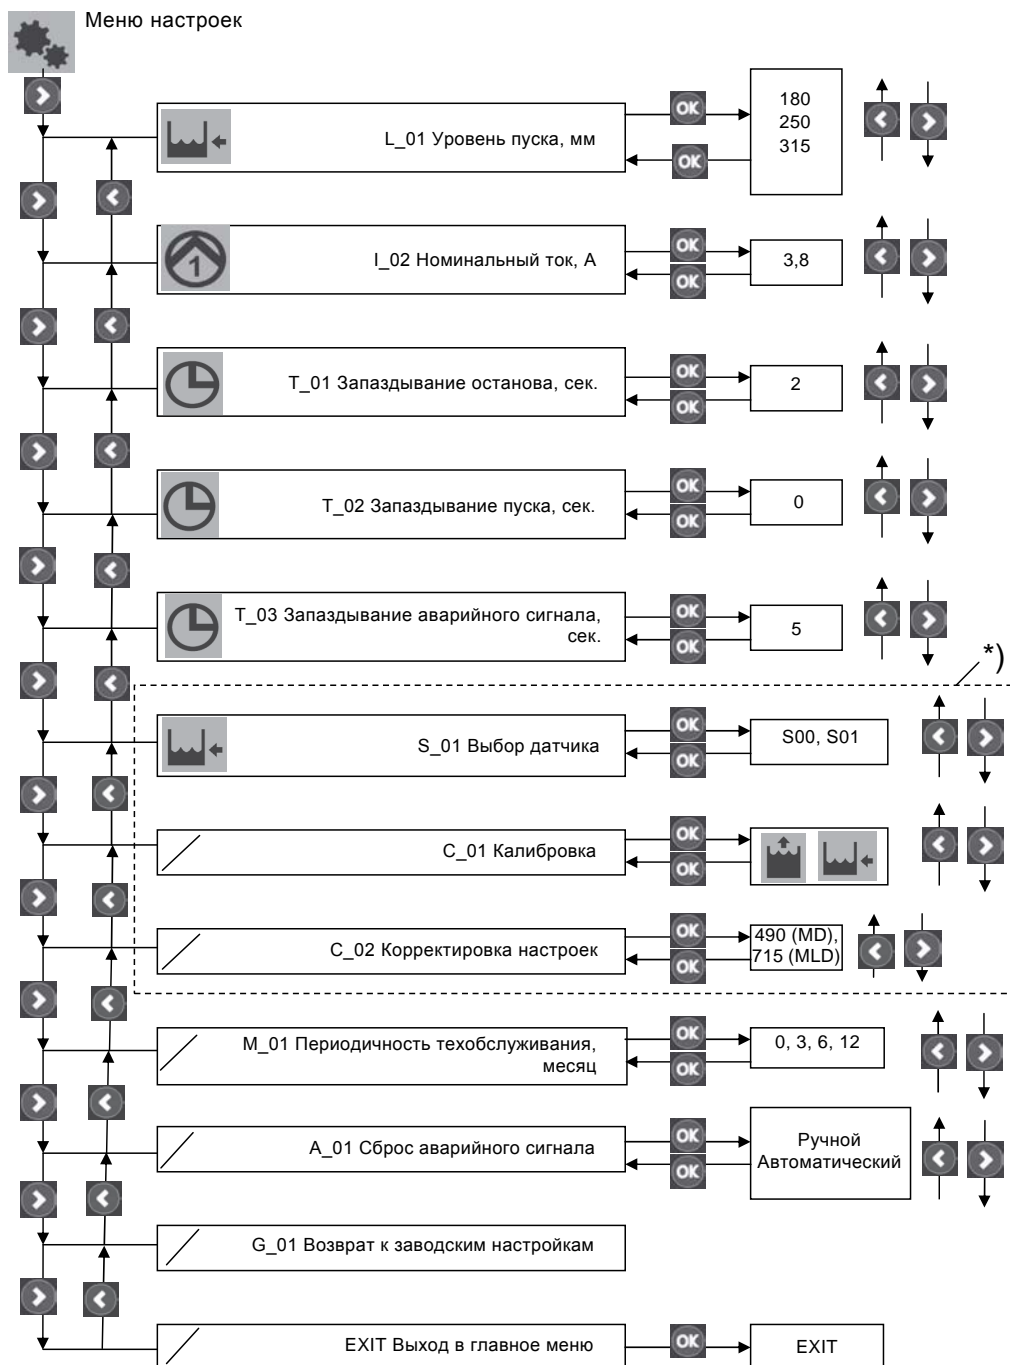 Меню настроек
L_01 Уровень пуска, мм
OK
OK
180
250
315
1
I_02 Номинальный ток, А
OK
OK
3,8
T_01 Запаздывание останова, сек.
OK
OK
2
T_02 Запаздывание пуска, сек.
OK
OK
0
T_03 Запаздывание аварийного сигнала,
сек.
OK
OK
5
*)
S_01 Выбор датчика
OK
OK
S00, S01
C_01 Калибровка
OK
OK
C_02 Корректировка настроек
OK
OK
490 (MD),
715 (MLD)
M_01 Периодичность техобслуживания,
месяц
OK
OK
0, 3, 6, 12
A_01 Сброс аварийного сигнала
OK
OK
Ручной
Автоматический
G_01 Возврат к заводским настройкам
EXIT Выход в главное меню
OK
EXIT